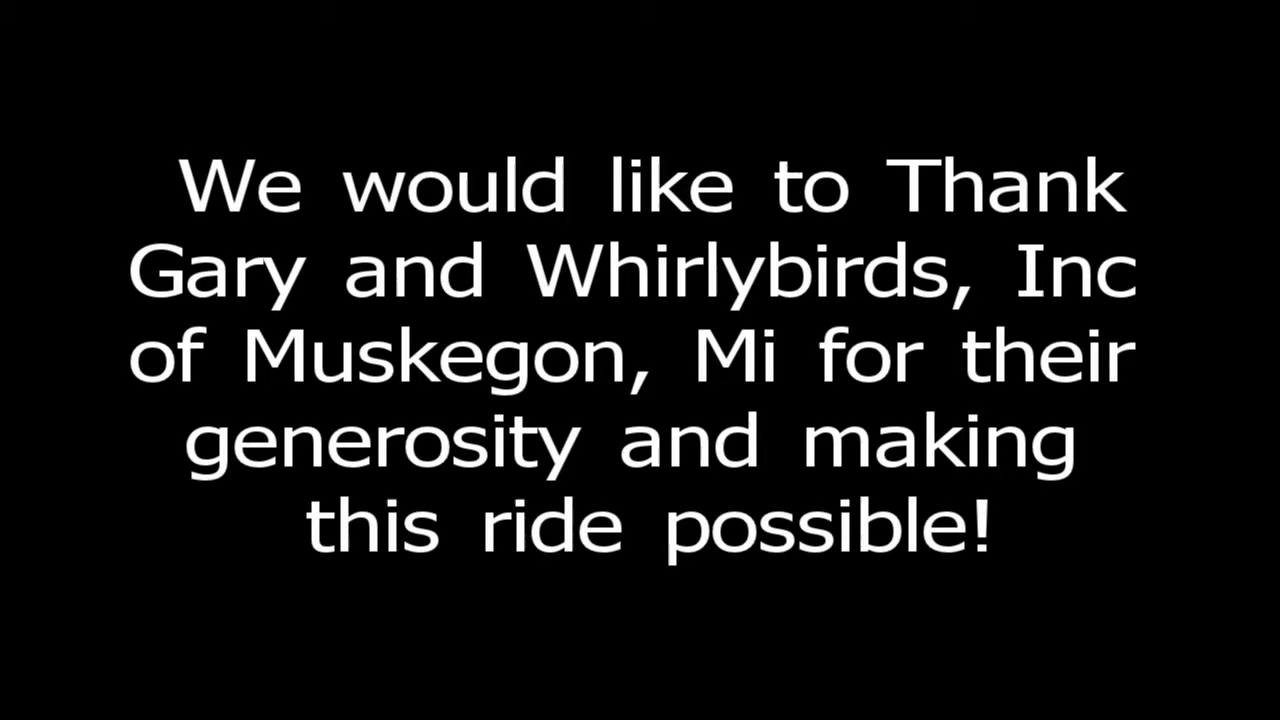 We would like to Thank
Gary and Whirlybirds, Inc
of Muskegon, Mi for their
generosity and making
this ride possible!